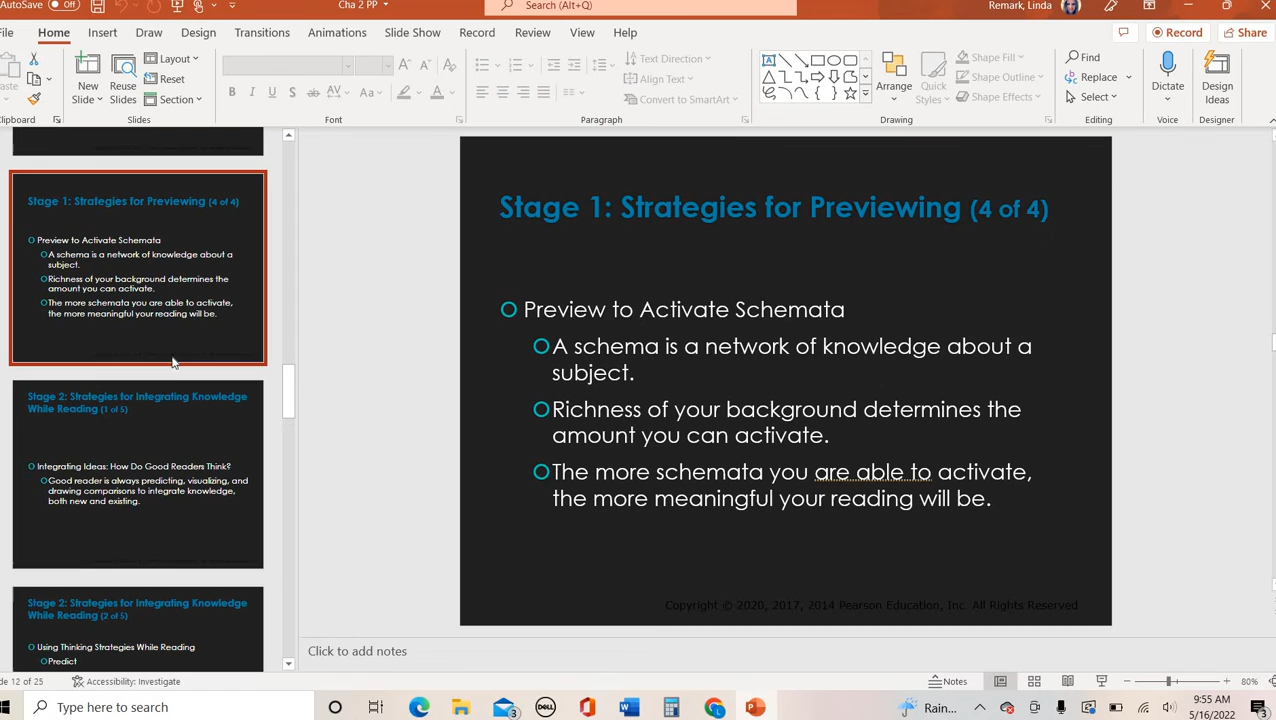 AutoSave Off
Cha 2 PP
Search (Alt+Q)
Remark, Linda
File Home Insert Draw Design Transitions Animations Slide Show Record Review View Help
Record
Share
New
Slide
Reuse
Slides
Layout
Reset
Section
Text Direction
Align Text
Convert to SmartArt
Arrange
Quick
Styles
Shape Fill
Shape Outline
Shape Effects
Find
Replace
Select
Dictate
Design
Ideas
Clipboard
Slides
Font
Paragraph
Drawing
Editing
Voice
Designer
Stage 1: Strategies for Previewing (4 of 4)
Preview to Activate Schemata
A schema is a network of knowledge about a
subject.
Richness of your background determines the
amount you can activate.
The more schemata you are able to activate,
the more meaningful your reading will be.
Stage 2: Strategies for Integrating Knowledge
While Reading (1 of 5)
Integrating Ideas: How Do Good Readers Think?
Good reader is always predicting, visualizing, and
drawing comparisons to integrate knowledge,
both new and existing.
Stage 2: Strategies for Integrating Knowledge
While Reading (2 of 5)
Using Thinking Strategies While Reading
Predict
Stage 1: Strategies for Previewing (4 of 4)
Preview to Activate Schemata
A schema is a network of knowledge about a
subject.
Richness of your background determines the
amount you can activate.
The more schemata you are able to activate,
the more meaningful your reading will be.
Copyright © 2020, 2017, 2014 Pearson Education, Inc. All Rights Reserved
Click to add notes
de 12 of 25
Accessibility: Investigate
Notes
80%
Type here to search
3
DELL
Rain...
9:55 AM
5/16/2022
3